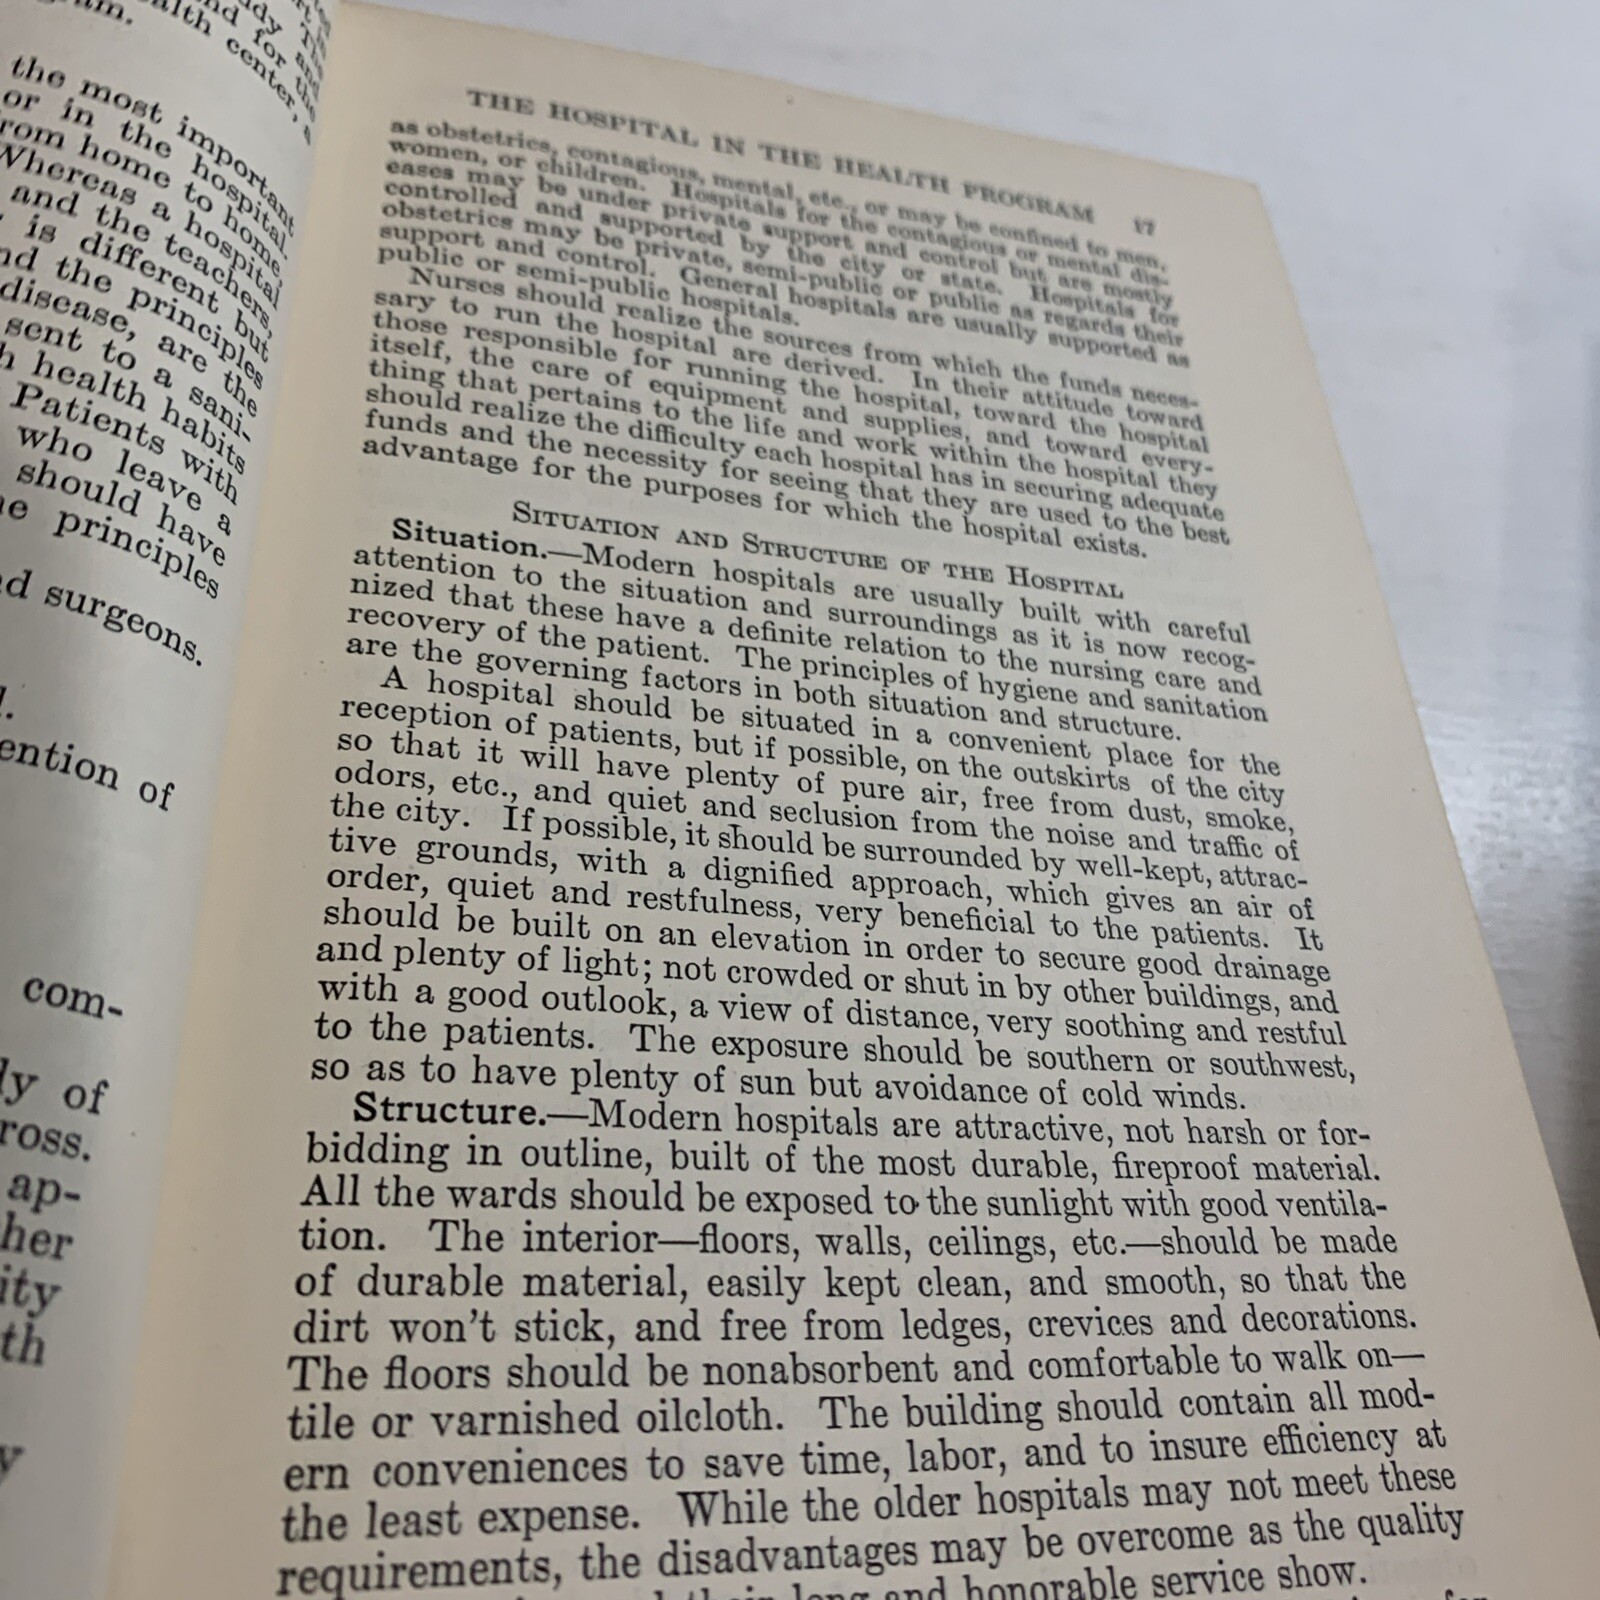 the most important
or in the hospital.
rom home to home,
Whereas a hospital
and the teachers,
is different but
nd the principles
disease, are the
sent to a sani-
h health habits
Patients with
who leave a
should have
e principles
d surgeons.
ention of
com-
ly of
ross.
ap-
her
ity
th
y
THE HOSPITAL IN THE HEALTH PROGRAM 17
as obstetrics, contagious, mental, etc., or may be confined to men,
women, or children. Hospitals for the contagious or mental dis-
eases may be under private support and control but are mostly
controlled and supported by the city or state. Hospitals for
obstetrics may be private, semi-public or public as regards their
support and control. General hospitals are usually supported as
public or semi-public hospitals.
Nurses should realize the sources from which the funds neces-
sary to run the hospital are derived. In their attitude toward
those responsible for running the hospital, toward the hospital
itself, the care of equipment and supplies, and toward every-
thing that pertains to the life and work within the hospital they
should realize the difficulty each hospital has in securing adequate
funds and the necessity for seeing that they are used to the best
advantage for the purposes for which the hospital exists.
SITUATION AND STRUCTURE OF THE HOSPITAL
Situation.—Modern hospitals are usually built with careful
attention to the situation and surroundings as it is now recog-
nized that these have a definite relation to the nursing care and
recovery of the patient. The principles of hygiene and sanitation
are the governing factors in both situation and structure.
A hospital should be situated in a convenient place for the
reception of patients, but if possible, on the outskirts of the city
so that it will have plenty of pure air, free from dust, smoke,
odors, etc., and quiet and seclusion from the noise and traffic of
the city. If possible, it should be surrounded by well-kept, attrac-
tive grounds, with a dignified approach, which gives an air of
order, quiet and restfulness, very beneficial to the patients. It
should be built on an elevation in order to secure good drainage
and plenty of light; not crowded or shut in by other buildings, and
with a good outlook, a view of distance, very soothing and restful
to the patients. The exposure should be southern or southwest,
so as to have plenty of sun but avoidance of cold winds.
Structure.—Modern hospitals are attractive, not harsh or for-
bidding in outline, built of the most durable, fireproof material.
All the wards should be exposed to the sunlight with good ventila-
tion. The interior—floors, walls, ceilings, etc.—should be made
of durable material, easily kept clean, and smooth, so that the
dirt won't stick, and free from ledges, crevices and decorations.
The floors should be nonabsorbent and comfortable to walk on—
tile or varnished oilcloth. The building should contain all mod-
ern conveniences to save time, labor, and to insure efficiency at
the least expense. While the older hospitals may not meet these
requirements, the disadvantages may be overcome as the quality
their long and honorable service show.